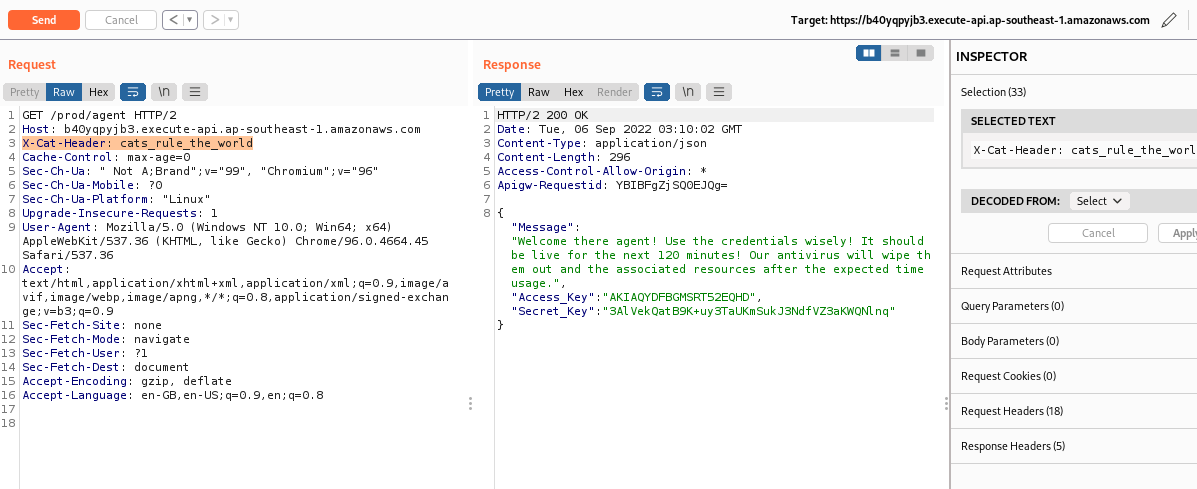 Send
Cancel
< | ▾
> | ▾
Target: https://b40yqpyjb3.execute-api.ap-southeast-1.amazonaws.com
Request
Pretty Raw Hex \n
1 GET /prod/agent HTTP/2
2 Host: b40yqpyjb3.execute-api.ap-southeast-1.amazonaws.com
3 X-Cat-Header: cats_rule_the_world
4 Cache-Control: max-age=0
5 Sec-Ch-Ua: " Not A;Brand";v="99", "Chromium";v="96"
6 Sec-Ch-Ua-Mobile: ?0
7 Sec-Ch-Ua-Platform: "Linux"
8 Upgrade-Insecure-Requests: 1
9 User-Agent: Mozilla/5.0 (Windows NT 10.0; Win64; x64)
AppleWebKit/537.36 (KHTML, like Gecko) Chrome/96.0.4664.45
Safari/537.36
10 Accept:
text/html,application/xhtml+xml,application/xml;q=0.9,image/a
vif,image/webp,image/apng,*/*;q=0.8,application/signed-exchan
ge;v=b3;q=0.9
11 Sec-Fetch-Site: none
12 Sec-Fetch-Mode: navigate
13 Sec-Fetch-User: ?1
14 Sec-Fetch-Dest: document
15 Accept-Encoding: gzip, deflate
16 Accept-Language: en-GB,en-US;q=0.9,en;q=0.8
17
18
Response
Pretty Raw Hex Render \n
1 HTTP/2 200 OK
2 Date: Tue, 06 Sep 2022 03:10:02 GMT
3 Content-Type: application/json
4 Content-Length: 296
5 Access-Control-Allow-Origin: *
6 Apigw-Requestid: YBIBFgZjSQ0EJQg=
7
8 {
"Message":
"Welcome there agent! Use the credentials wisely! It should
be live for the next 120 minutes! Our antivirus will wipe th
em out and the associated resources after the expected time
usage.",
"Access_Key":"AKIAQYDFBGMSRT52EQHD",
"Secret_Key":"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"
}
INSPECTOR
Selection (33)
SELECTED TEXT
X-Cat-Header: cats_rule_the_worl
DECODED FROM: Select
Cancel
Apply
Request Attributes
Query Parameters (0)
Body Parameters (0)
Request Cookies (0)
Request Headers (18)
Response Headers (5)